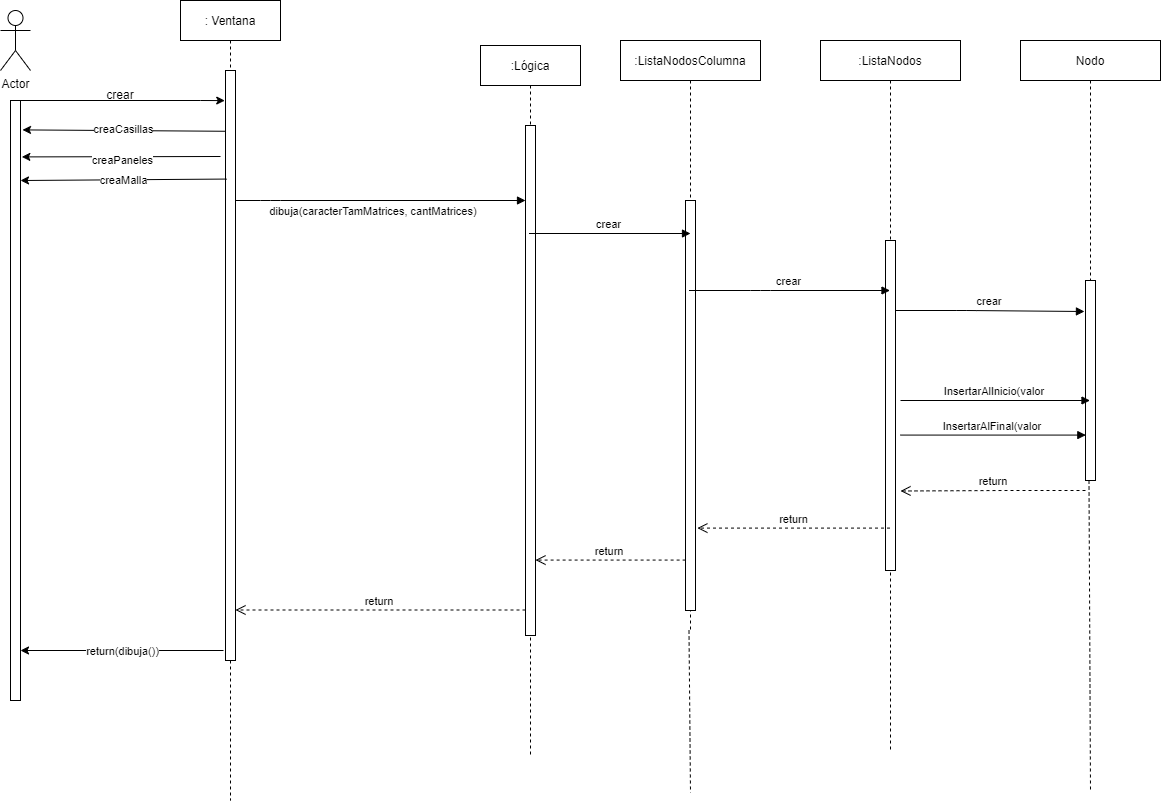 : Ventana
:Lógica
:ListaNodosColumna
:ListaNodos
Nodo
Actor
crear
creaCasillas
creaPaneles
creaMalla
dibuja(caracterTamMatrices, cantMatrices)
crear
crear
crear
InsertarAlInicio(valor
InsertarAlFinal(valor
return
return
return
return
return(dibuja())